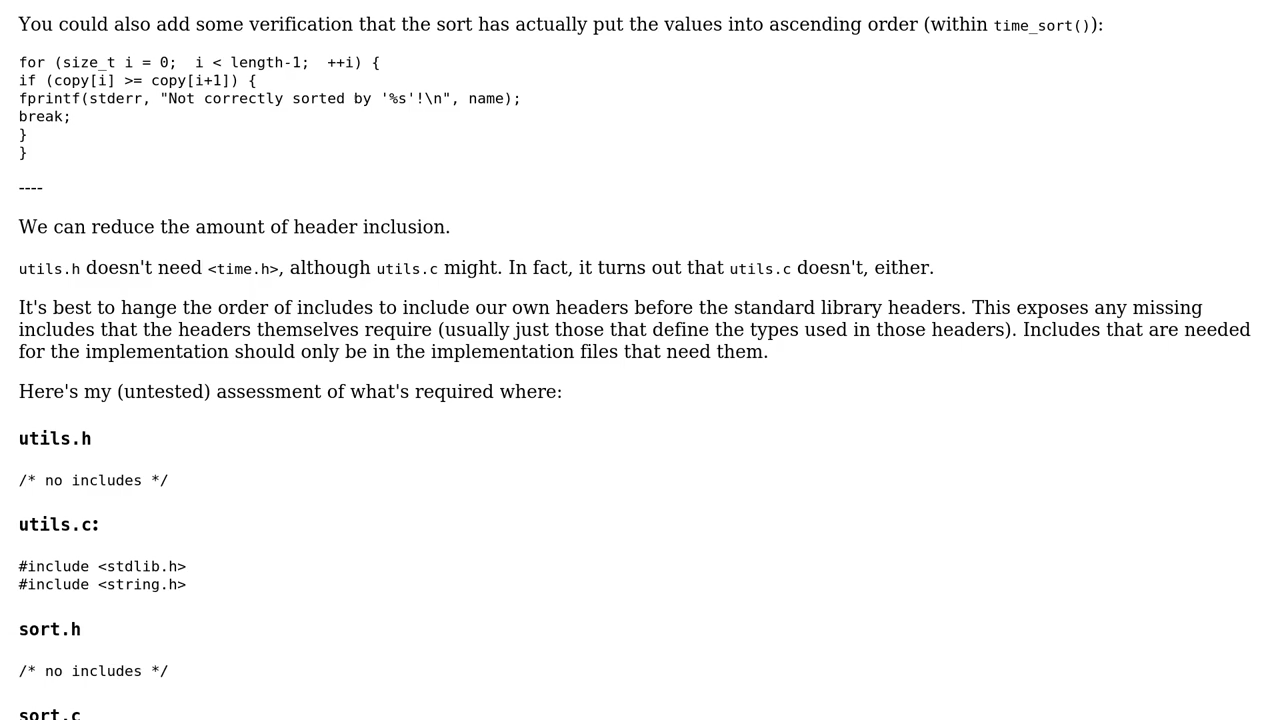 You could also add some verification that the sort has actually put the values into ascending order (within time_sort()):
for (size_t i = 0;  i < length-1;  ++i) {
if (copy[i] >= copy[i+1]) {
fprintf(stderr, "Not correctly sorted by '%s'!\n", name);
break;
}
}
----
We can reduce the amount of header inclusion.
utils.h doesn't need <time.h>, although utils.c might. In fact, it turns out that utils.c doesn't, either.
It's best to hange the order of includes to include our own headers before the standard library headers. This exposes any missing
includes that the headers themselves require (usually just those that define the types used in those headers). Includes that are needed
for the implementation should only be in the implementation files that need them.
Here's my (untested) assessment of what's required where:
utils.h
/* no includes */
utils.c:
#include <stdlib.h>
#include <string.h>
sort.h
/* no includes */
sort.c